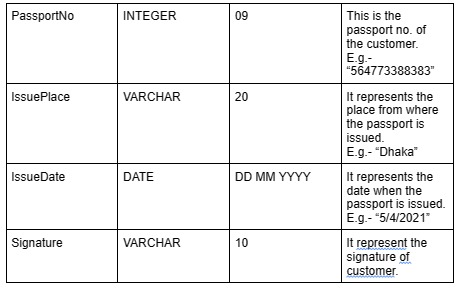 PassportNo INTEGER 09 This is the
passport no. of
the customer.
E.g.-
“564773388383”
IssuePlace VARCHAR 20 It represents the
place from where
the passport is
issued.
E.g.- “Dhaka”
IssueDate DATE DD MM YYYY It represents the
date when the
passport is issued.
E.g.- “5/4/2021”
Signature VARCHAR 10 It represent the
signature of
customer.